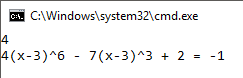 C:\Windows\system32\cmd.exe
4
4(x-3)^6 - 7(x-3)^3 + 2 = -1